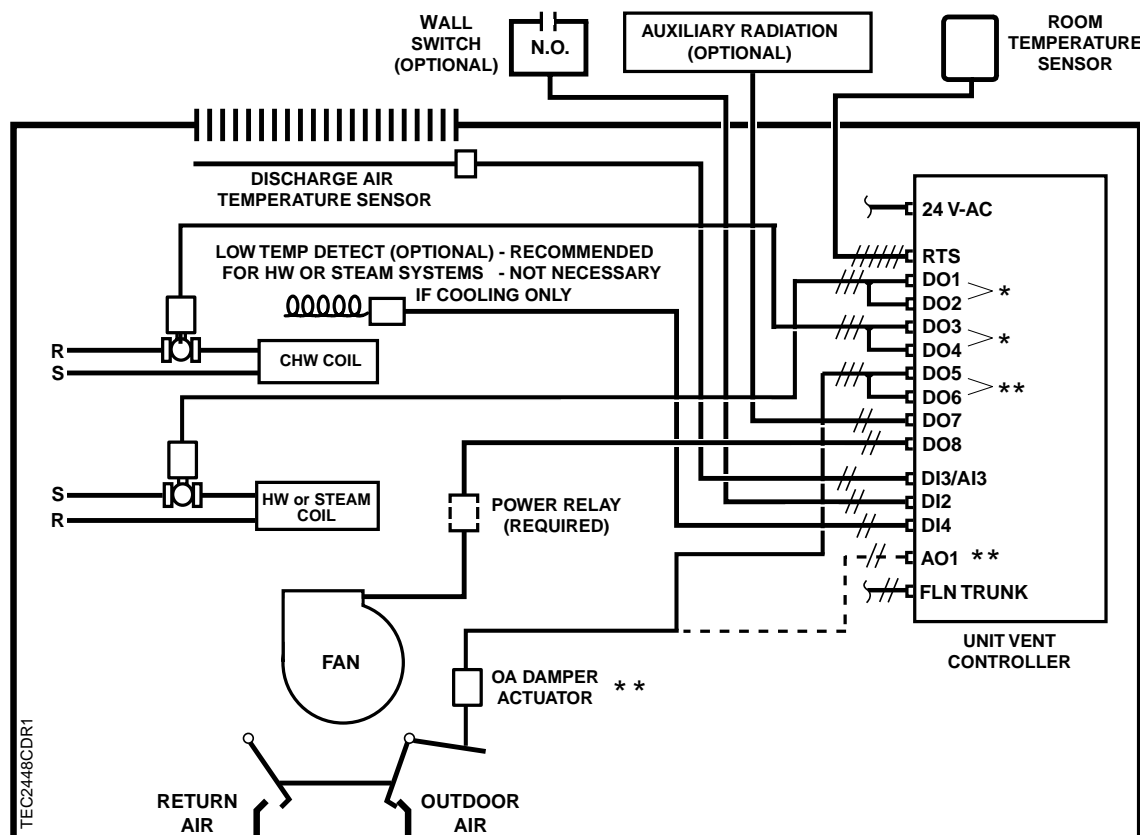 WALL
SWITCH
(OPTIONAL)
N.O.
AUXILIARY RADIATION
(OPTIONAL)
ROOM
TEMPERATURE
SENSOR
DISCHARGE AIR
TEMPERATURE SENSOR
24 V-AC
LOW TEMP DETECT (OPTIONAL) - RECOMMENDED
FOR HW OR STEAM SYSTEMS - NOT NECESSARY
IF COOLING ONLY
RTS
DO1
DO2
*
DO3
DO4
*
DO5
DO6
**
DO7
DO8
DI3/AI3
DI2
DI4
AO1 **
FLN TRUNK
UNIT VENT
CONTROLLER
R
S
CHW COIL
S
R
HW or STEAM
COIL
POWER RELAY
(REQUIRED)
FAN
OA DAMPER
ACTUATOR * *
RETURN
AIR
OUTDOOR
AIR
TEC2448CDR1